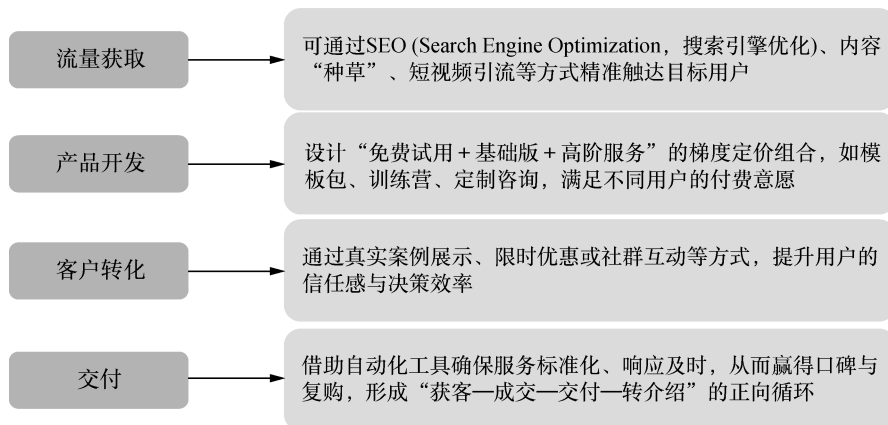 流量获取
可通过SEO (Search Engine Optimization，搜索引擎优化)、内容
“种草”、短视频引流等方式精准触达目标用户
产品开发
设计“免费试用＋基础版＋高阶服务”的梯度定价组合，如模
板包、训练营、定制咨询，满足不同用户的付费意愿
客户转化
通过真实案例展示、限时优惠或社群互动等方式，提升用户的
信任感与决策效率
交付
借助自动化工具确保服务标准化、响应及时，从而赢得口碑与
复购，形成“获客—成交—交付—转介绍”的正向循环